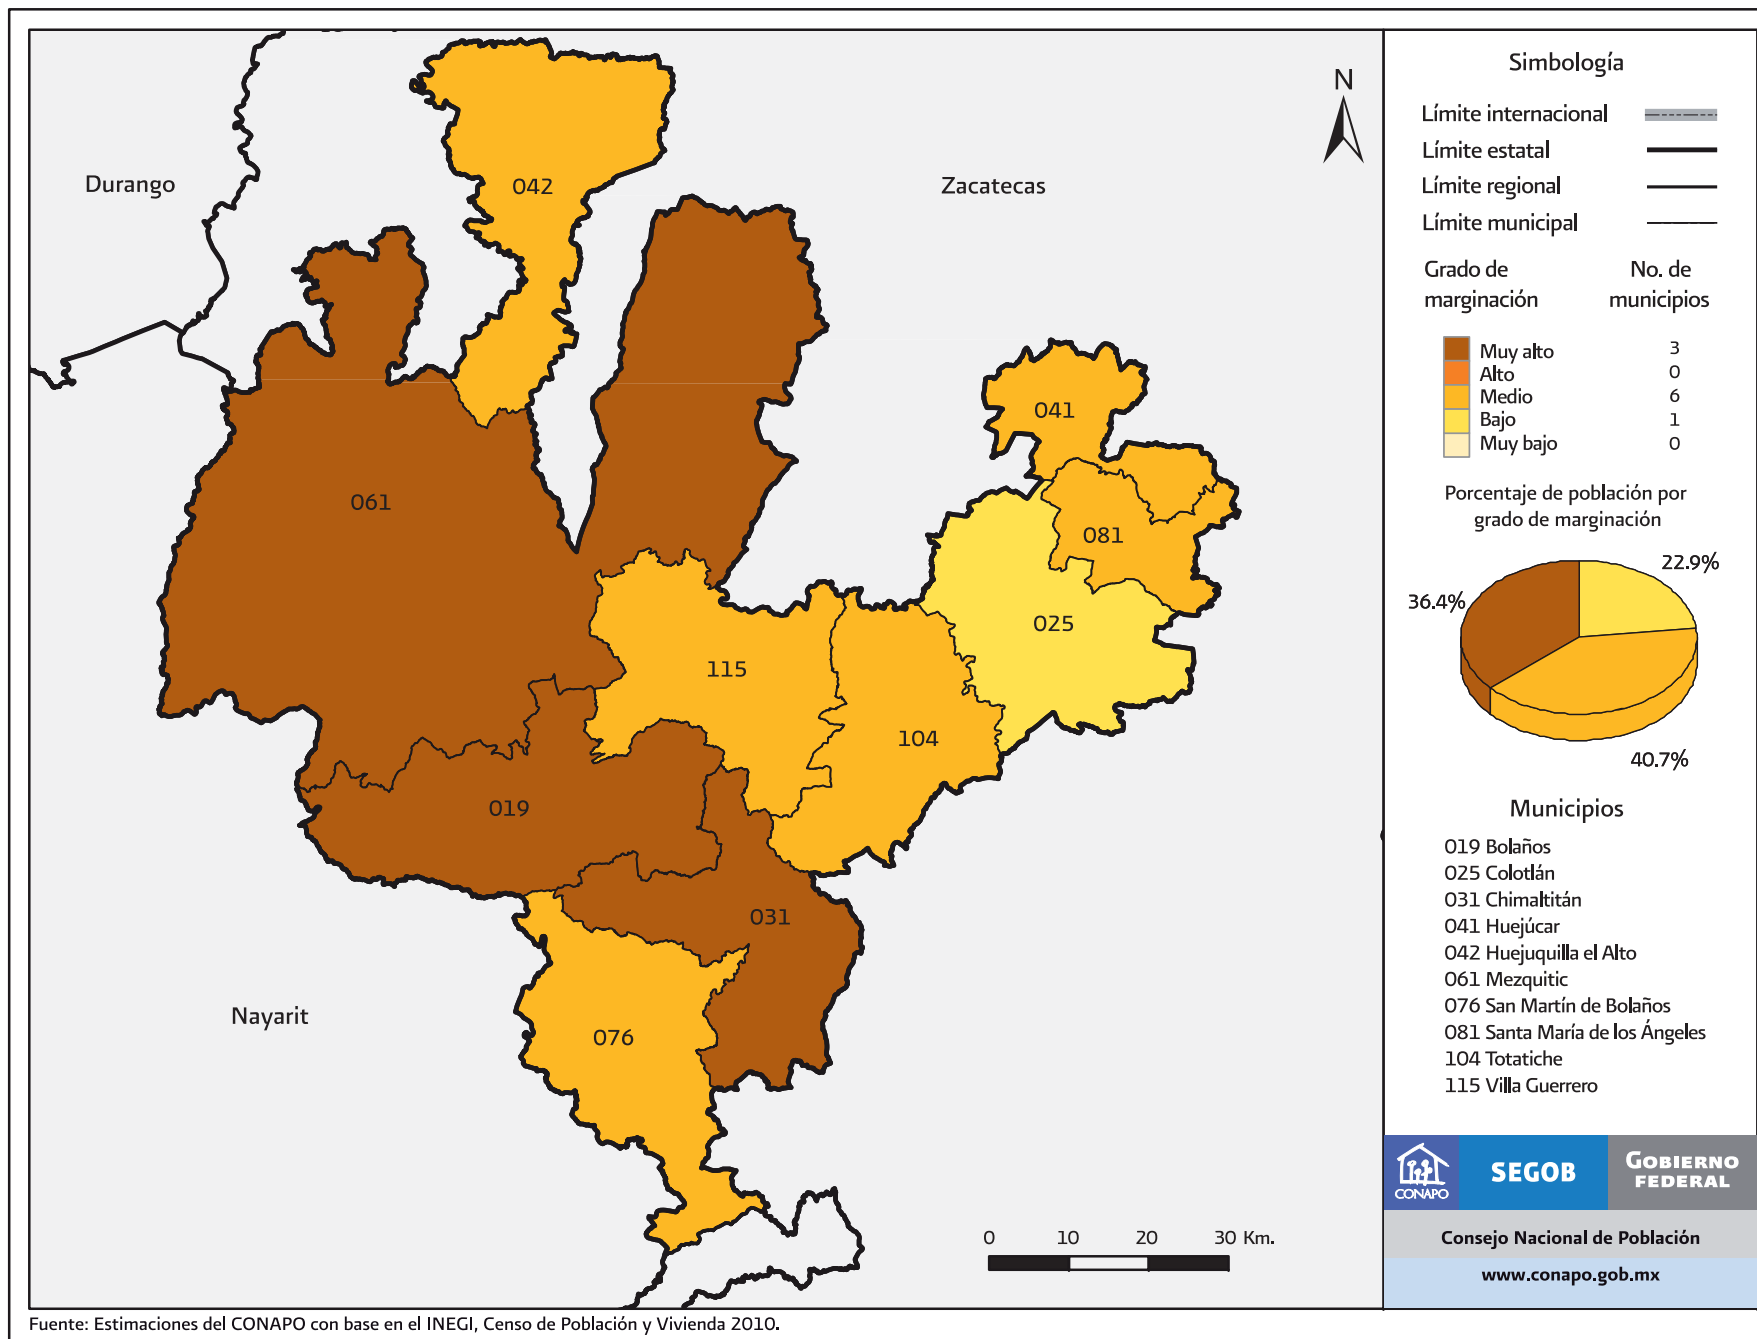 Durango
Zacatecas
Nayarit
N
042
061
041
081
025
115
104
019
031
076
0 10 20 30 Km.
Simbología
Límite internacional
Límite estatal
Límite regional
Límite municipal
Grado de marginación
No. de municipios
Muy alto 3
Alto 0
Medio 6
Bajo 1
Muy bajo 0
Porcentaje de población por
grado de marginación
22.9%
36.4%
40.7%
Municipios
019 Bolaños
025 Colotlán
031 Chimaltitán
041 Huejúcar
042 Huejuquilla el Alto
061 Mezquitic
076 San Martín de Bolaños
081 Santa María de los Ángeles
104 Totatiche
115 Villa Guerrero
CONAPO
SEGOB
GOBIERNO
FEDERAL
Consejo Nacional de Población
www.conapo.gob.mx
Fuente: Estimaciones del CONAPO con base en el INEGI, Censo de Población y Vivienda 2010.